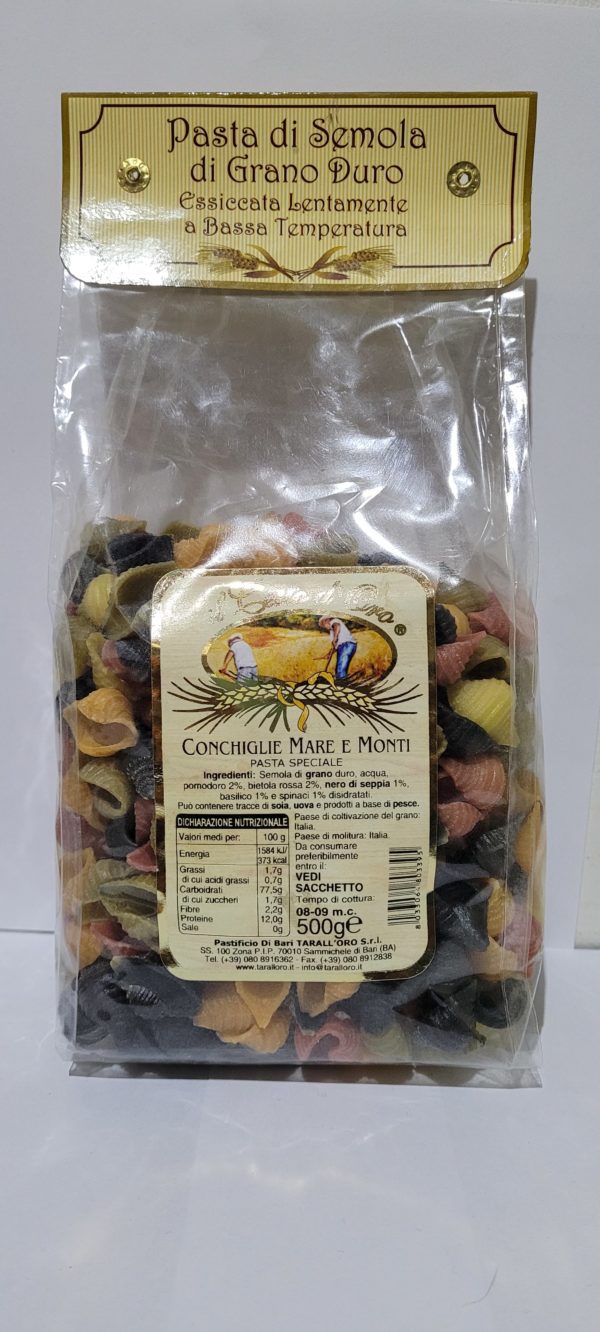 Pasta di Semola
di Grano Duro
Essiccata Lentamente
a Bassa Temperatura
®
CONCHIGLIE MARE E MONTI
PASTA SPECIALE
Ingredienti: Semola di grano duro, acqua,
pomodoro 2%, bietola rossa 2%, nero di seppia 1%,
basilico 1% e spinaci 1% disidratati.
Può contenere tracce di soia, uova e prodotti a base di pesce.
DICHIARAZIONE NUTRIZIONALE
Valori medi per: 100 g
Energia 1584 kJ/
373 kcal
Grassi 1,7g
di cui acidi grassi 0,7g
Carboidrati 77,5g
di cui zuccheri 1,7g
Fibre 2,2g
Proteine 12,0g
Sale 0g
Paese di coltivazione del grano:
Italia.
Paese di molitura: Italia.
Da consumare
preferibilmente
entro il:
VEDI
SACCHETTO
Tempo di cottura:
08-09 m.c.
500g℮
Pastificio Di Bari TARALL'ORO S.r.l.
SS. 100 Zona P.I.P. 70010 Sammichele di Bari (BA)
Tel. (+39) 080 8916362 - Fax. (+39) 080 8912838
www.taralloro.it - info@taralloro.it